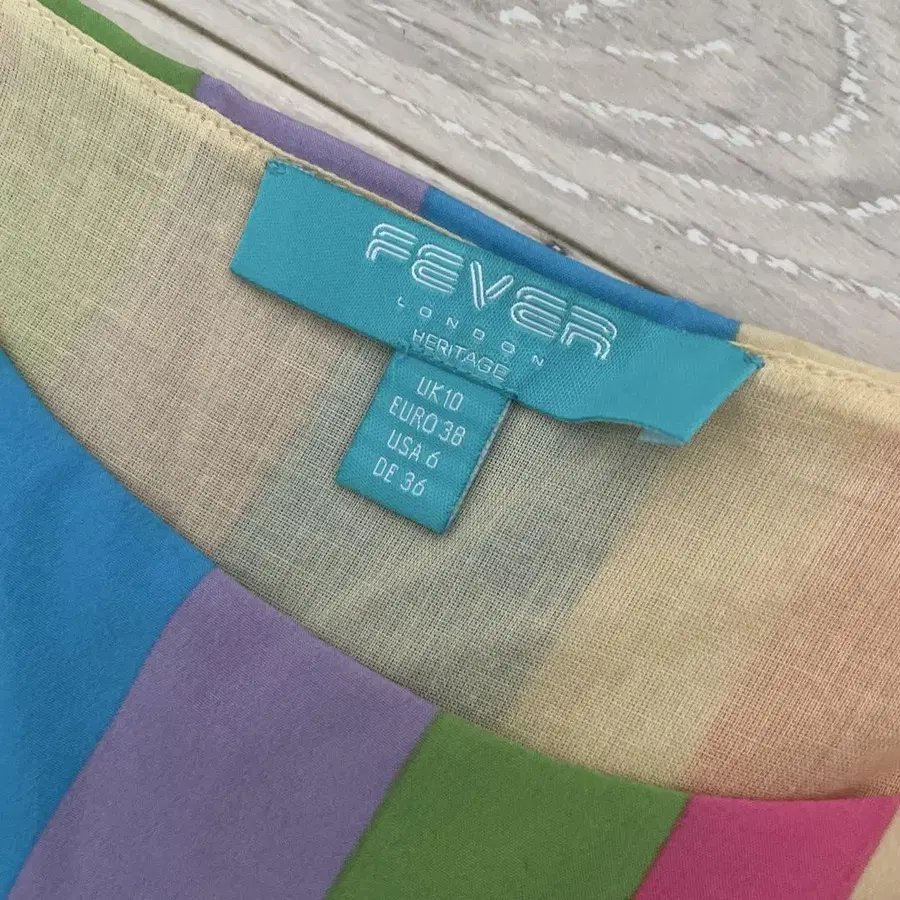 FEVER
LONDON
HERITAGE
UK10
EURO 38
USA 6
DE 36